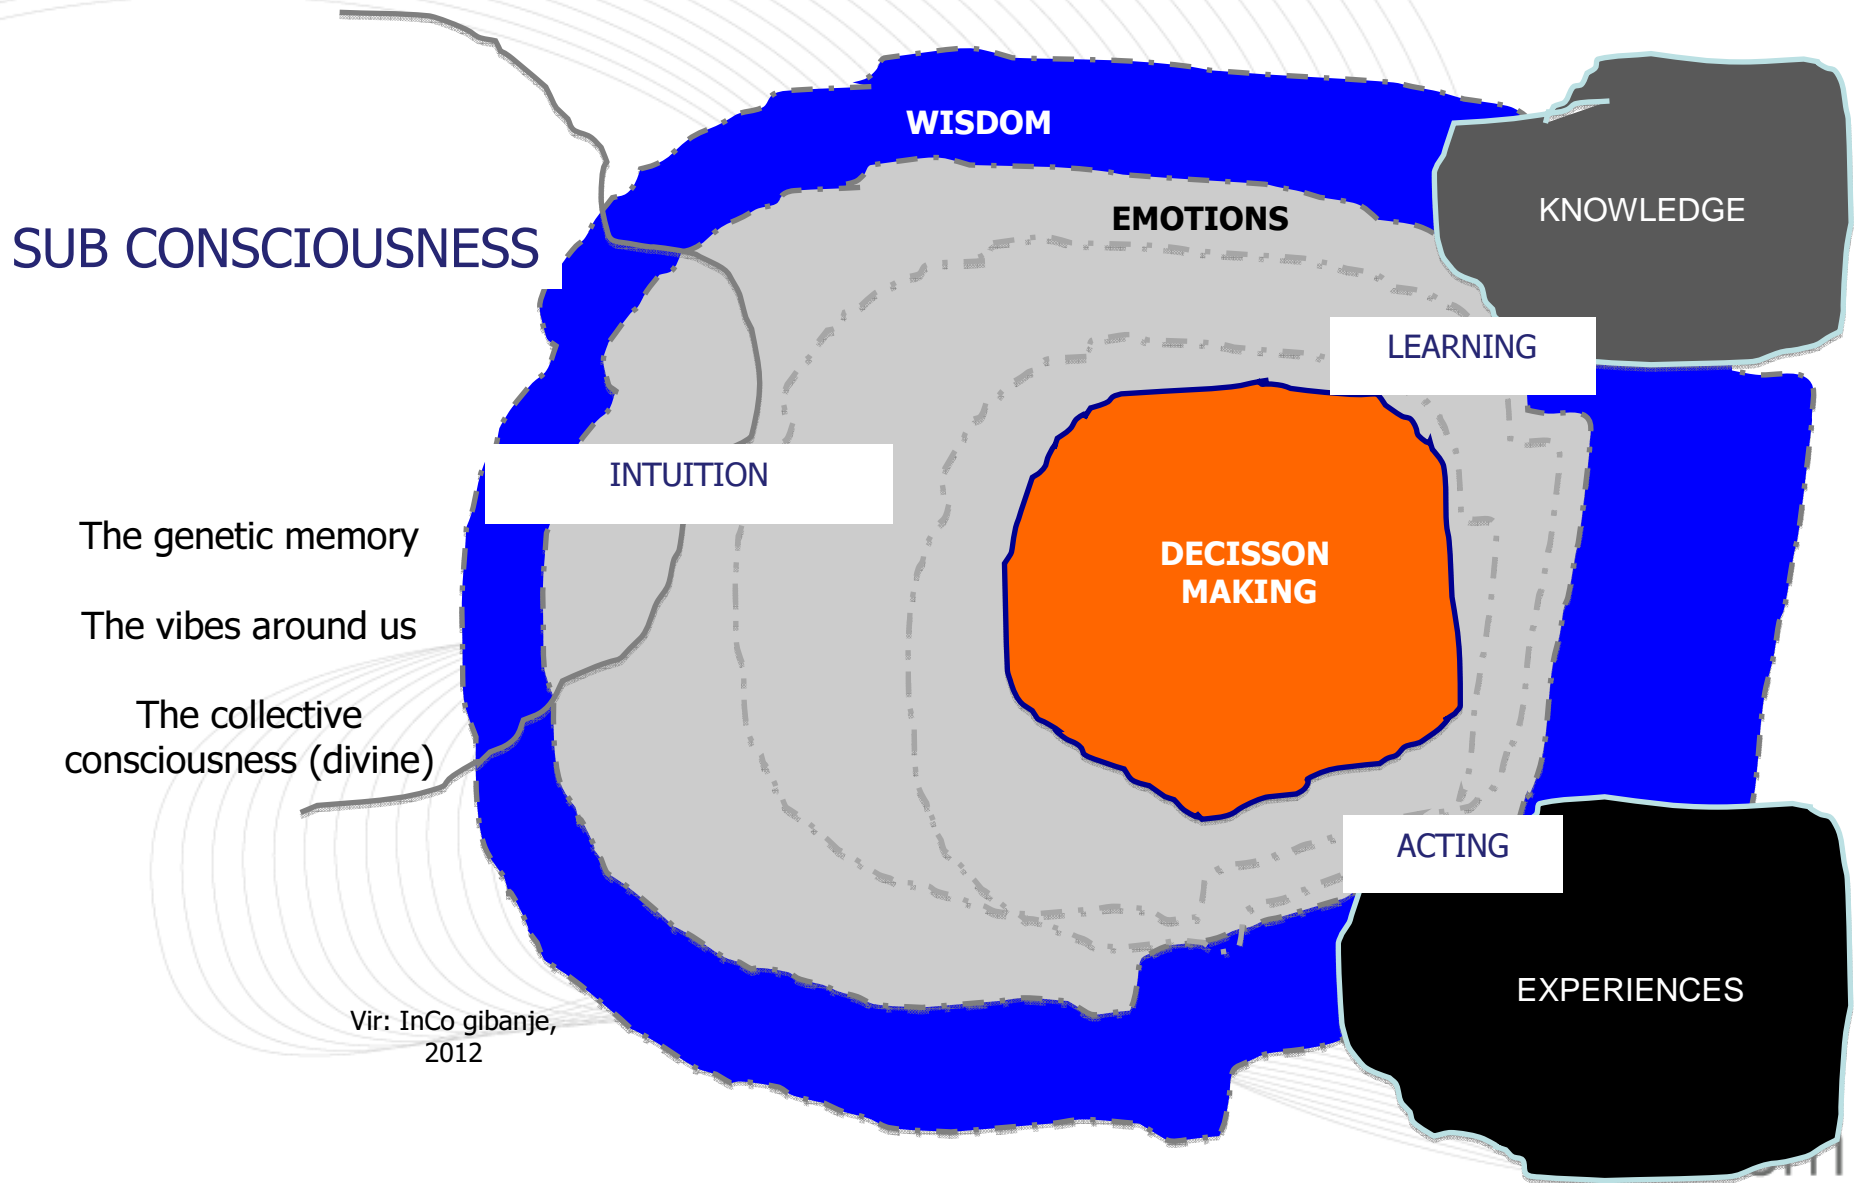 WISDOM
KNOWLEDGE
EMOTIONS
SUB CONSCIOUSNESS
LEARNING
INTUITION
The genetic memory
DECISSON
MAKING
The vibes around us
The collective
consciousness (divine)
ACTING
EXPERIENCES
Vir: InCo gibanje,
2012